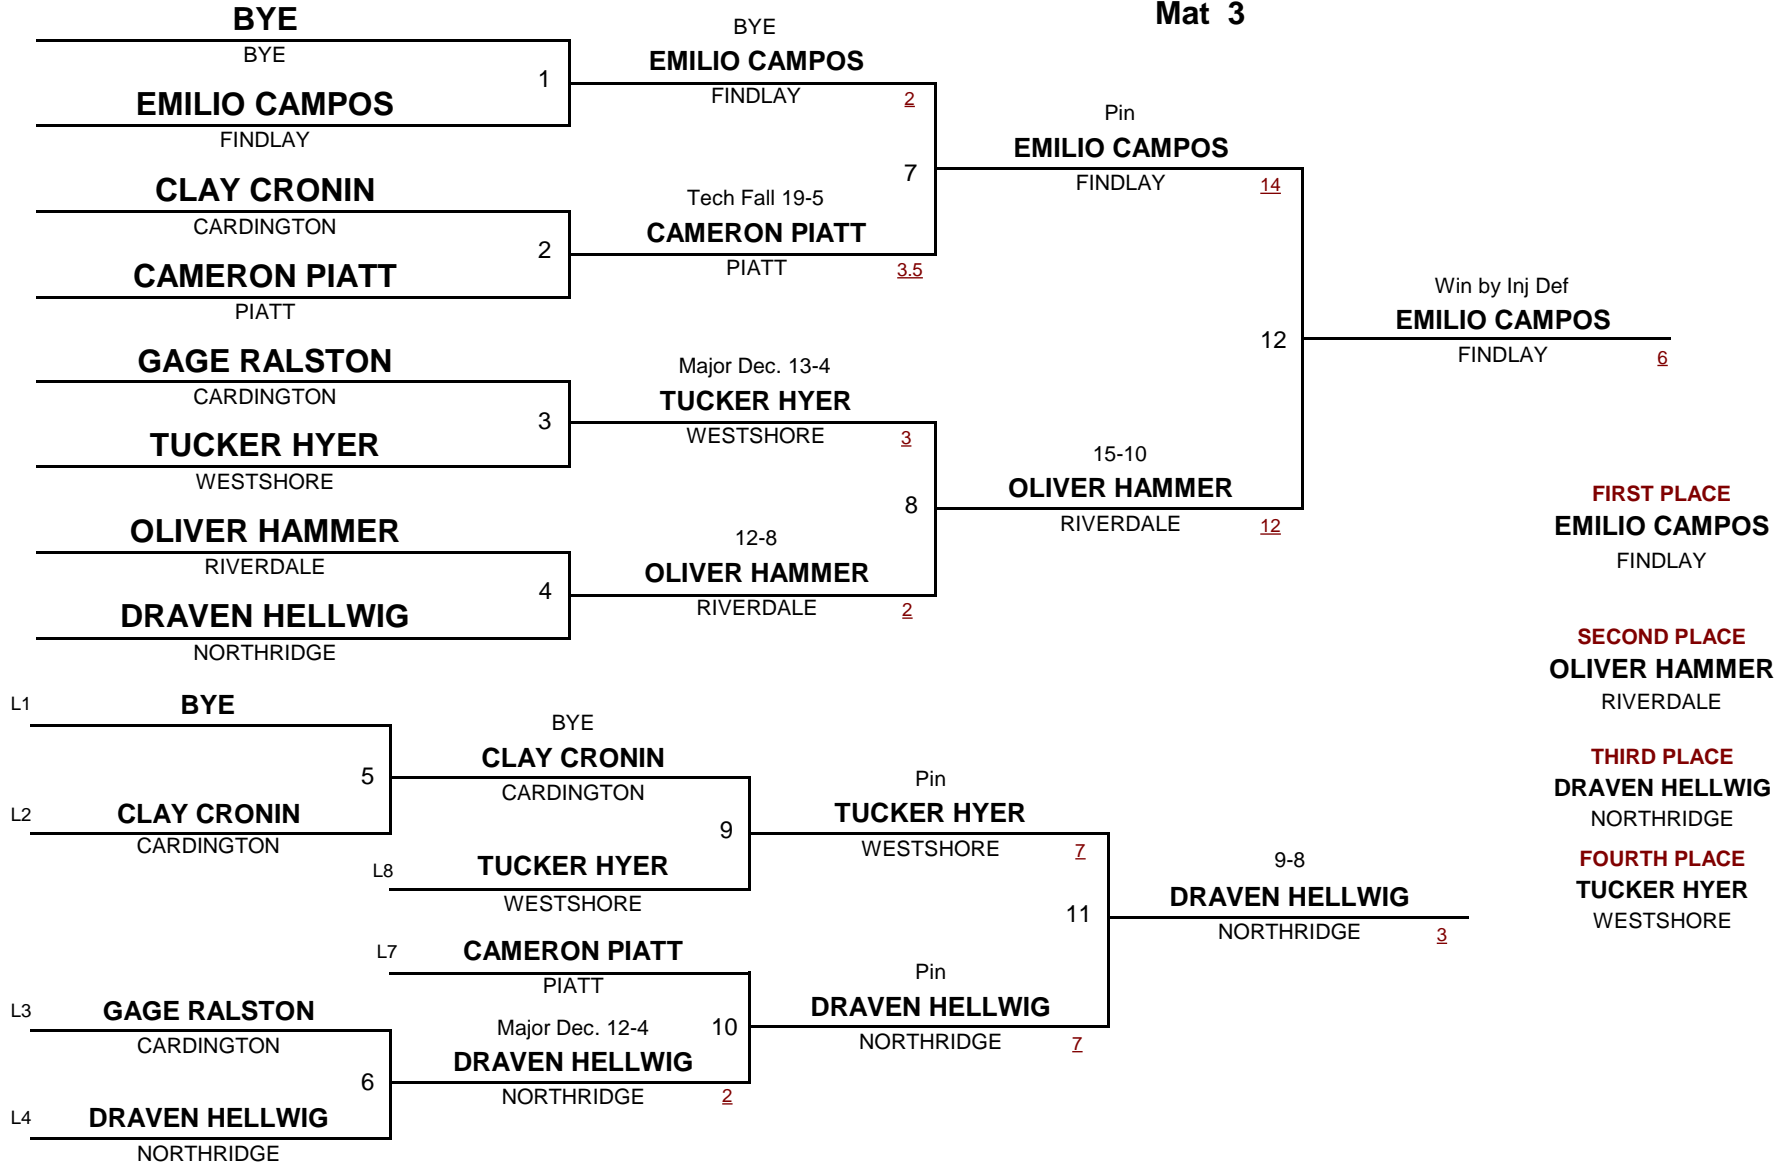 Mat 3
BYE
BYE
1
EMILIO CAMPOS
FINDLAY
CLAY CRONIN
CARDINGTON
2
CAMERON PIATT
PIATT
GAGE RALSTON
CARDINGTON
3
TUCKER HYER
WESTSHORE
OLIVER HAMMER
RIVERDALE
4
DRAVEN HELLWIG
NORTHRIDGE
BYE
EMILIO CAMPOS
FINDLAY 2
7
Tech Fall 19-5
CAMERON PIATT
PIATT 3.5
Major Dec. 13-4
TUCKER HYER
WESTSHORE 3
8
12-8
OLIVER HAMMER
RIVERDALE 2
Pin
EMILIO CAMPOS
FINDLAY 14
12
15-10
OLIVER HAMMER
RIVERDALE 12
Win by Inj Def
EMILIO CAMPOS
FINDLAY 6
FIRST PLACE
EMILIO CAMPOS
FINDLAY
SECOND PLACE
OLIVER HAMMER
RIVERDALE
THIRD PLACE
DRAVEN HELLWIG
NORTHRIDGE
FOURTH PLACE
TUCKER HYER
WESTSHORE
L1 BYE
5
L2 CLAY CRONIN
CARDINGTON
L3 GAGE RALSTON
CARDINGTON
6
L4 DRAVEN HELLWIG
NORTHRIDGE
BYE
CLAY CRONIN
CARDINGTON
9
L8 TUCKER HYER
WESTSHORE
L7 CAMERON PIATT
PIATT
Major Dec. 12-4 10
DRAVEN HELLWIG
NORTHRIDGE 2
Pin
TUCKER HYER
WESTSHORE 7
11
Pin
DRAVEN HELLWIG
NORTHRIDGE 7
9-8
DRAVEN HELLWIG
NORTHRIDGE 3